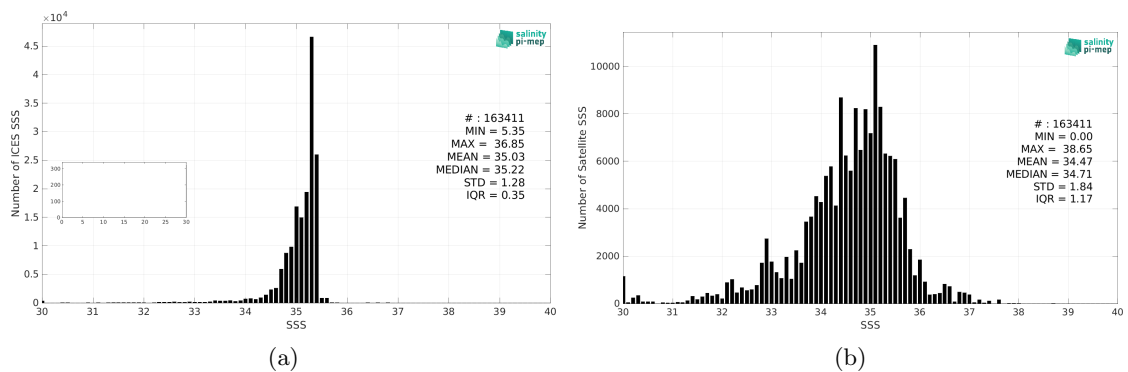 ×10⁴
4.5
4
3.5
3
2.5
2
1.5
1
0.5
0
Number of ICES SSS
300
200
100
0
0 5 10 15 20 25 30
salinity
pi-mep
# : 163411
MIN = 5.35
MAX = 36.85
MEAN = 35.03
MEDIAN = 35.22
STD = 1.28
IQR = 0.35
30 31 32 33 34 35 36 37 38 39 40
SSS
(a)
10000
8000
6000
4000
2000
0
Number of Satellite SSS
salinity
pi-mep
# : 163411
MIN = 0.00
MAX = 38.65
MEAN = 34.47
MEDIAN = 34.71
STD = 1.84
IQR = 1.17
30 31 32 33 34 35 36 37 38 39 40
SSS
(b)